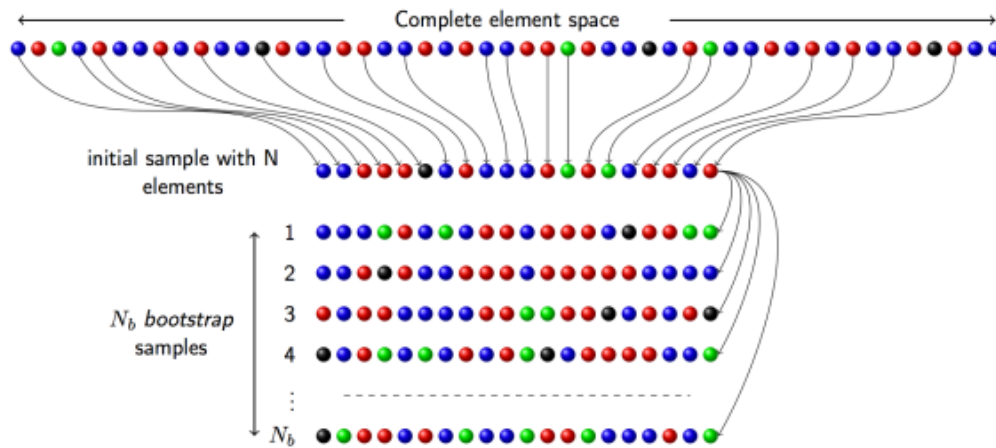 Complete element space
initial sample with N
elements
1
2
N_b bootstrap
samples
3
4
⋮
N_b